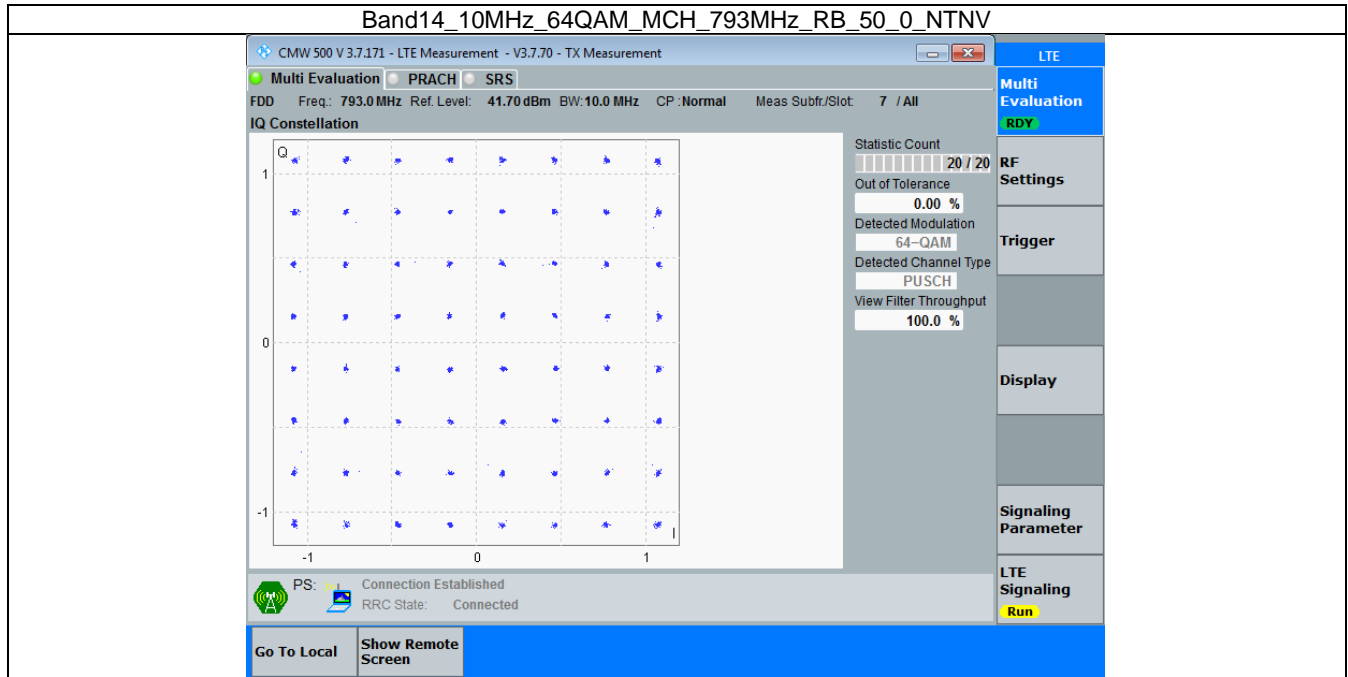 Band14_10MHz_64QAM_MCH_793MHz_RB_50_0_NTNV
CMW 500 V 3.7.171 - LTE Measurement - V3.7.70 - TX Measurement
LTE
Multi Evaluation PRACH SRS
FDD Freq.: 793.0 MHz Ref. Level: 41.70 dBm BW: 10.0 MHz CP : Normal Meas Subfr./Slot: 7 / All
IQ Constellation
Q
1
0
-1
-1 0 1
I
Statistic Count
20 / 20
Out of Tolerance
0.00 %
Detected Modulation
64-QAM
Detected Channel Type
PUSCH
View Filter Throughput
100.0 %
Multi
Evaluation
RDY
RF
Settings
Trigger
Display
Signaling
Parameter
LTE
Signaling
Run
PS: Connection Established
RRC State: Connected
Go To Local
Show Remote
Screen